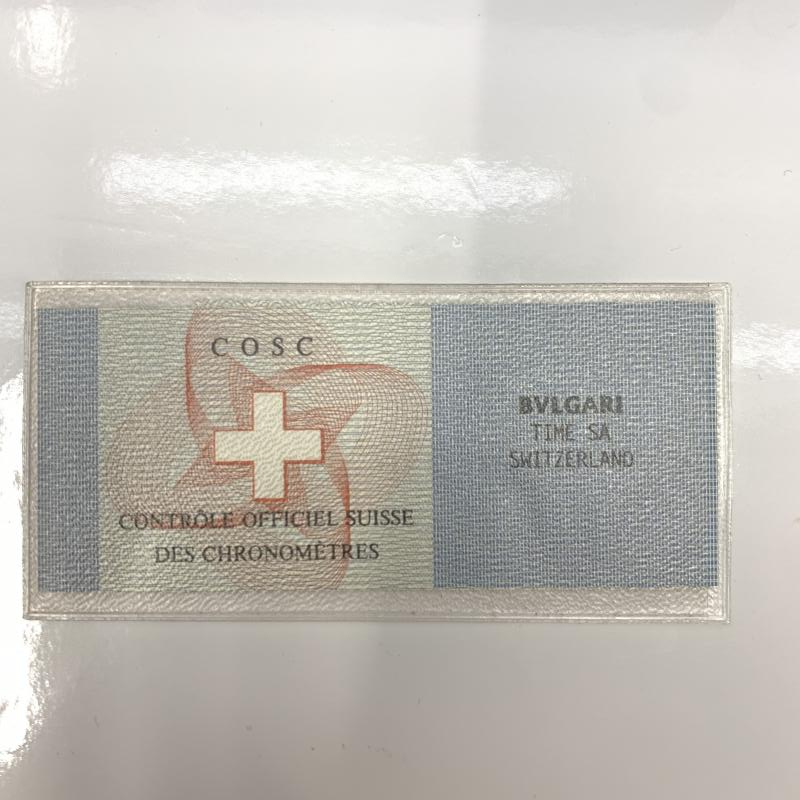 COSC
CONTRÔLE OFFICIEL SUISSE
DES CHRONOMÈTRES
BVLGARI
TIME SA
SWITZERLAND